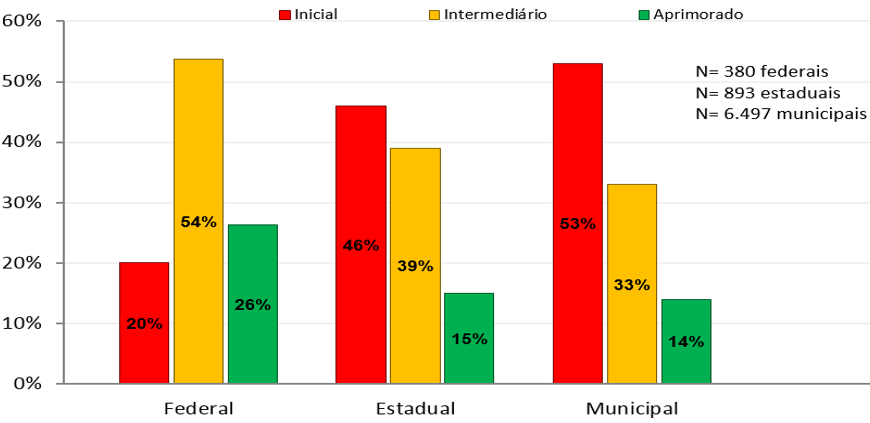 Inicial Intermediário Aprimorado
60%
50%
40%
30%
20%
10%
0%
N= 380 federais
N= 893 estaduais
N= 6.497 municipais
20% 54% 26%
46% 39% 15%
53% 33% 14%
Federal Estadual Municipal